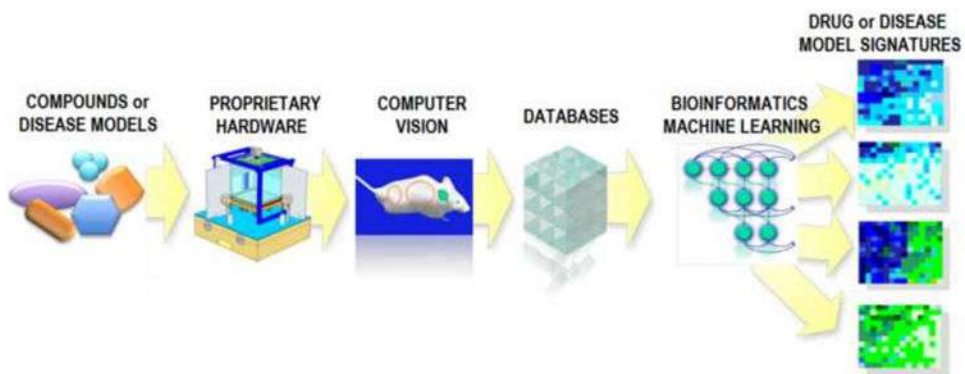 COMPOUNDS or
DISEASE MODELS
PROPRIETARY
HARDWARE
COMPUTER
VISION
DATABASES
BIOINFORMATICS
MACHINE LEARNING
DRUG or DISEASE
MODEL SIGNATURES